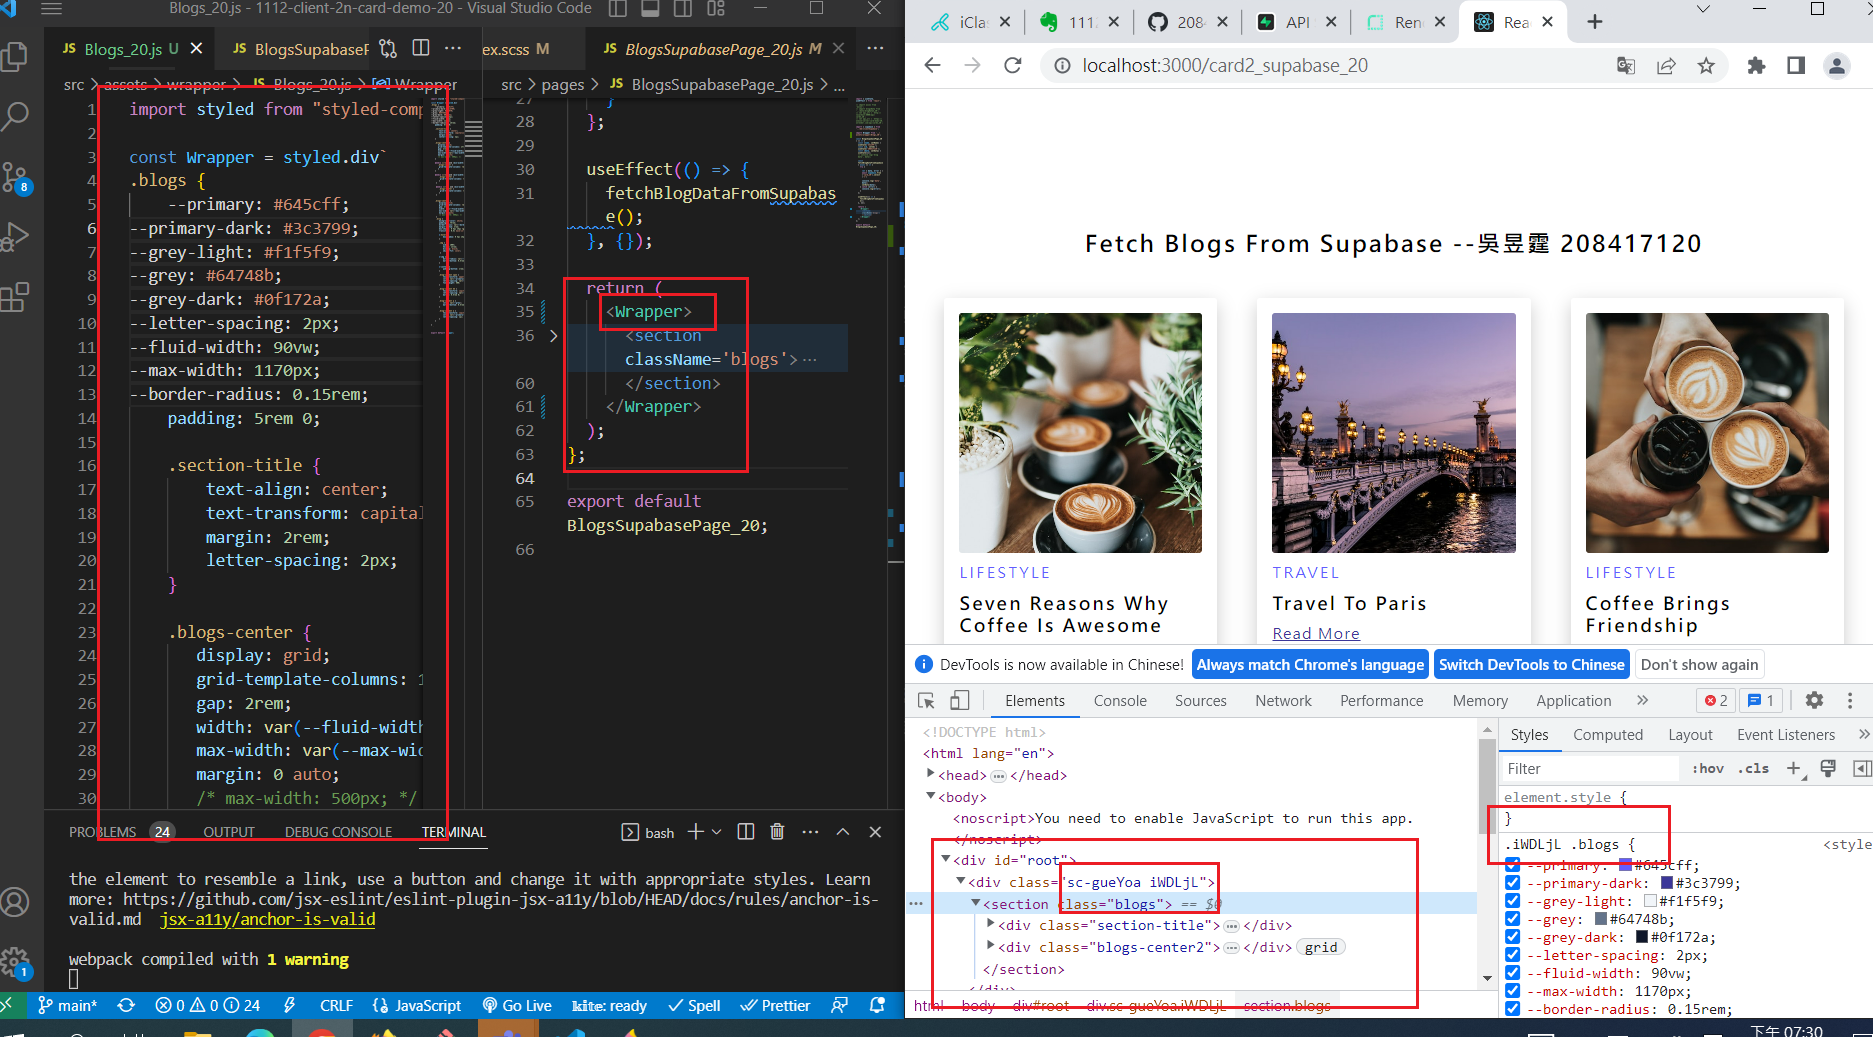 Blogs_20.js - 1112-client-2n-card-demo-20 - Visual Studio Code
JS Blogs_20.js U
JS BlogsSupabaseP
ex.scss M
JS BlogsSupabasePage_20.js M
src > assets > wrapper > JS Blogs_20.js > Wrapper
src > pages > JS BlogsSupabasePage_20.js > ...
1 import styled from "styled-comp
2
3 const Wrapper = styled.div`
4 .blogs {
5 --primary: #645cff;
6 --primary-dark: #3c3799;
7 --grey-light: #f1f5f9;
8 --grey: #64748b;
9 --grey-dark: #0f172a;
10 --letter-spacing: 2px;
11 --fluid-width: 90vw;
12 --max-width: 1170px;
13 --border-radius: 0.15rem;
14 padding: 5rem 0;
15
16 .section-title {
17 text-align: center;
18 text-transform: capital
19 margin: 2rem;
20 letter-spacing: 2px;
21 }
22
23 .blogs-center {
24 display: grid;
25 grid-template-columns: 1
26 gap: 2rem;
27 width: var(--fluid-width
28 max-width: var(--max-wid
29 margin: 0 auto;
30 /* max-width: 500px; */
27 }
28 };
29
30 useEffect(() => {
31 fetchBlogDataFromSupabas
e();
32 }, {});
33
34 return (
35 <Wrapper>
36 <section
className='blogs'> ...
60 </section>
61 </Wrapper>
62 );
63 };
64
65 export default
BlogsSupabasePage_20;
66
PROBLEMS 24 OUTPUT DEBUG CONSOLE TERMINAL
bash
the element to resemble a link, use a button and change it with appropriate styles. Learn
more: https://github.com/jsx-eslint/eslint-plugin-jsx-a11y/blob/HEAD/docs/rules/anchor-is-
valid.md jsx-a11y/anchor-is-valid
webpack compiled with 1 warning
8
1
main* 0 0 24 CRLF {} JavaScript Go Live kite: ready Spell Prettier
iClas
1112
208
API
Ren
Rea
localhost:3000/card2_supabase_20
Fetch Blogs From Supabase --吳昱霆 208417120
LIFESTYLE
Seven Reasons Why
Coffee Is Awesome
TRAVEL
Travel To Paris
Read More
LIFESTYLE
Coffee Brings
Friendship
DevTools is now available in Chinese! Always match Chrome's language Switch DevTools to Chinese Don't show again
Elements Console Sources Network Performance Memory Application » 2 1
<!DOCTYPE html>
<html lang="en">
<head> ... </head>
<body>
<noscript>You need to enable JavaScript to run this app.
</noscript>
<div id="root">
<div class="sc-gueYoa iWDLjL">
<section class="blogs"> == $0
<div class="section-title"> ... </div>
<div class="blogs-center2"> ... </div> grid
</section>
</div>
html body div#root div.sc-gueYoa.iWDLjL section.blogs
Styles Computed Layout Event Listeners »
Filter :hov .cls +
element.style {
}
.iWDLjL .blogs { <style
--primary: #645cff;
--primary-dark: #3c3799;
--grey-light: #f1f5f9;
--grey: #64748b;
--grey-dark: #0f172a;
--letter-spacing: 2px;
--fluid-width: 90vw;
--max-width: 1170px;
--border-radius: 0.15rem;
下午 07:30